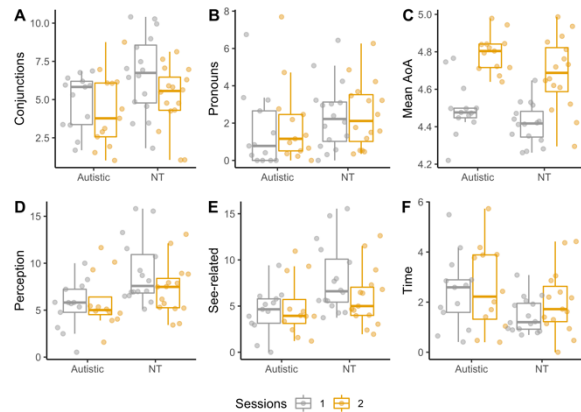 A
Conjunctions
10.0
7.5
5.0
2.5
Autistic NT
B
Pronouns
8
6
4
2
0
Autistic NT
C
Mean AoA
5.0
4.8
4.6
4.4
4.2
Autistic NT
D
Perception
15
10
5
0
Autistic NT
E
See-related
15
10
5
0
Autistic NT
F
Time
6
4
2
0
Autistic NT
Sessions 1 2